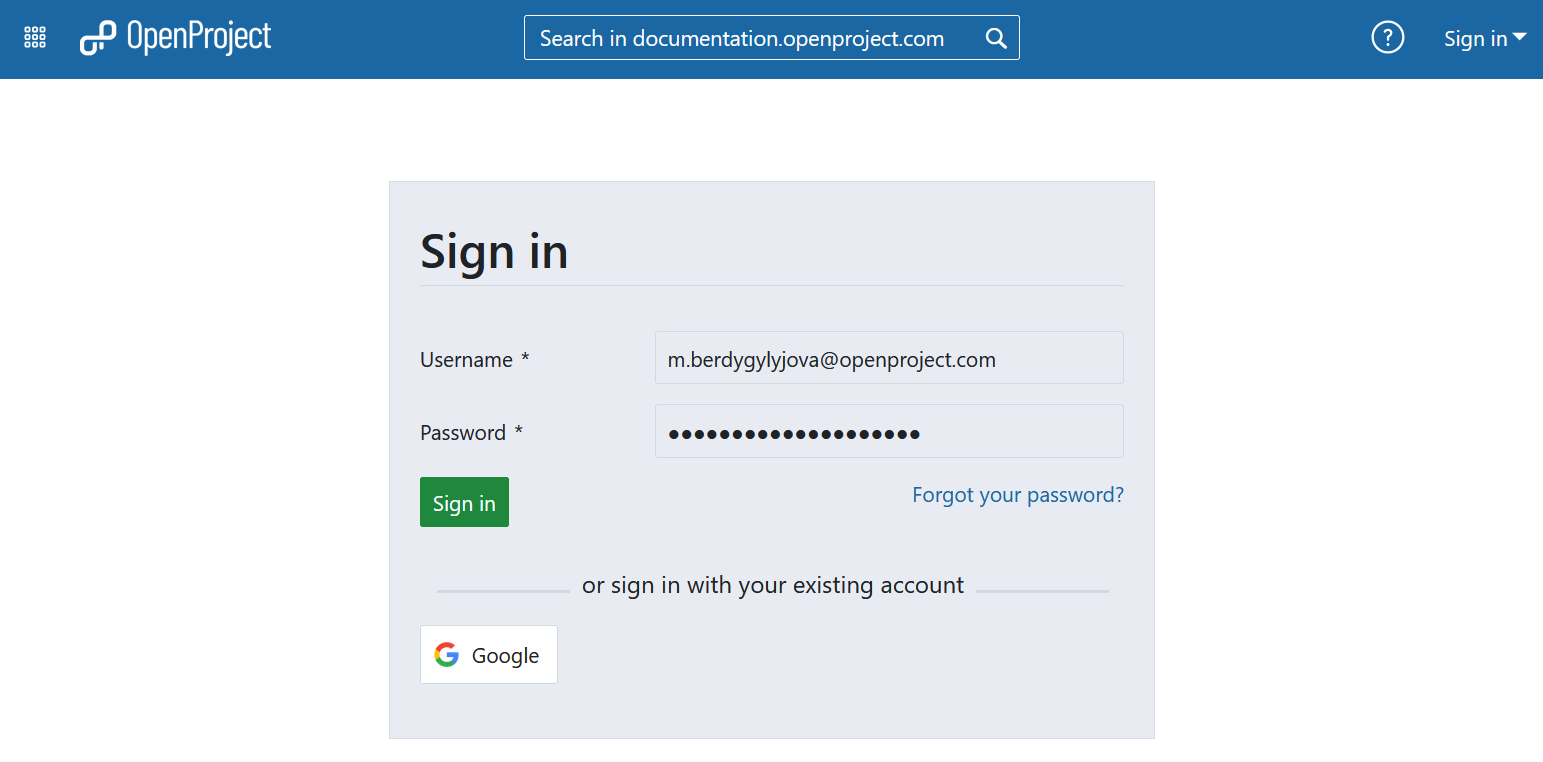 OpenProject
Search in documentation.openproject.com
?
Sign in
Sign in
Username *
m.berdygylyjova@openproject.com
Password *
●●●●●●●●●●●●●●●●●●●●
Sign in
Forgot your password?
or sign in with your existing account
Google